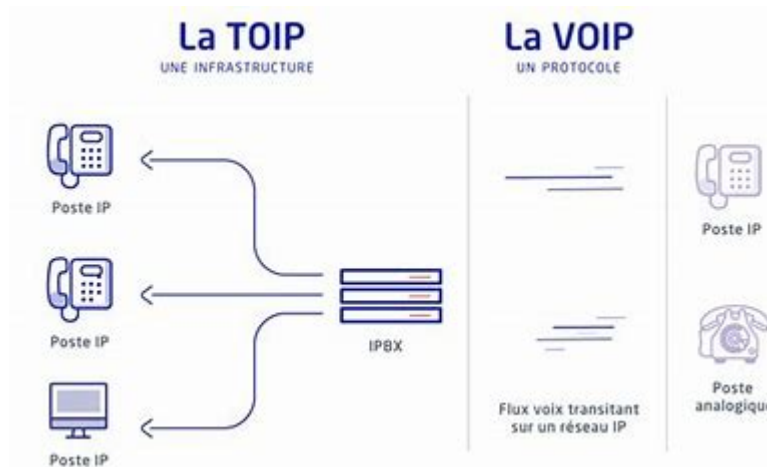 La TOIP
UNE INFRASTRUCTURE
Poste IP
Poste IP
Poste IP
IPBX
La VOIP
UN PROTOCOLE
Flux voix transitant
sur un réseau IP
Poste IP
Poste
analogique